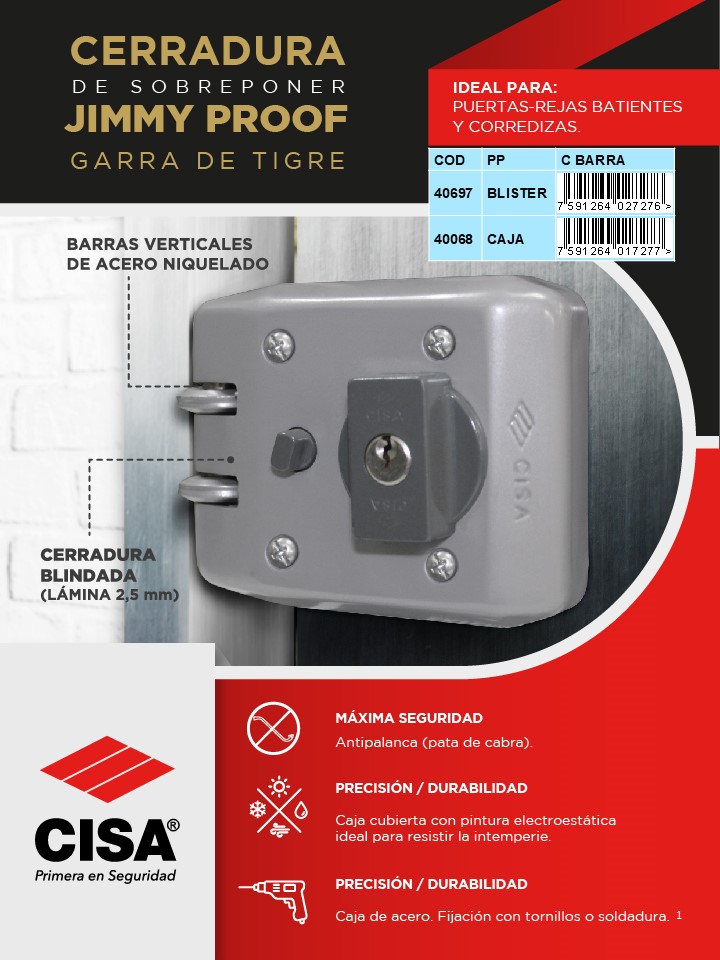 CERRADURA
DE SOBREPONER
JIMMY PROOF
GARRA DE TIGRE
IDEAL PARA:
PUERTAS-REJAS BATIENTES
Y CORREDIZAS.
COD PP C BARRA
40697 BLISTER 7 591264 027276 >
40068 CAJA 7 591264 017277 >
BARRAS VERTICALES
DE ACERO NIQUELADO
CISA
CISA
CISA
CERRADURA
BLINDADA
(LÁMINA 2,5 mm)
MÁXIMA SEGURIDAD
Antipalanca (pata de cabra).
PRECISIÓN / DURABILIDAD
Caja cubierta con pintura electroestática
ideal para resistir la intemperie.
PRECISIÓN / DURABILIDAD
Caja de acero. Fijación con tornillos o soldadura. 1
CISA®
Primera en Seguridad